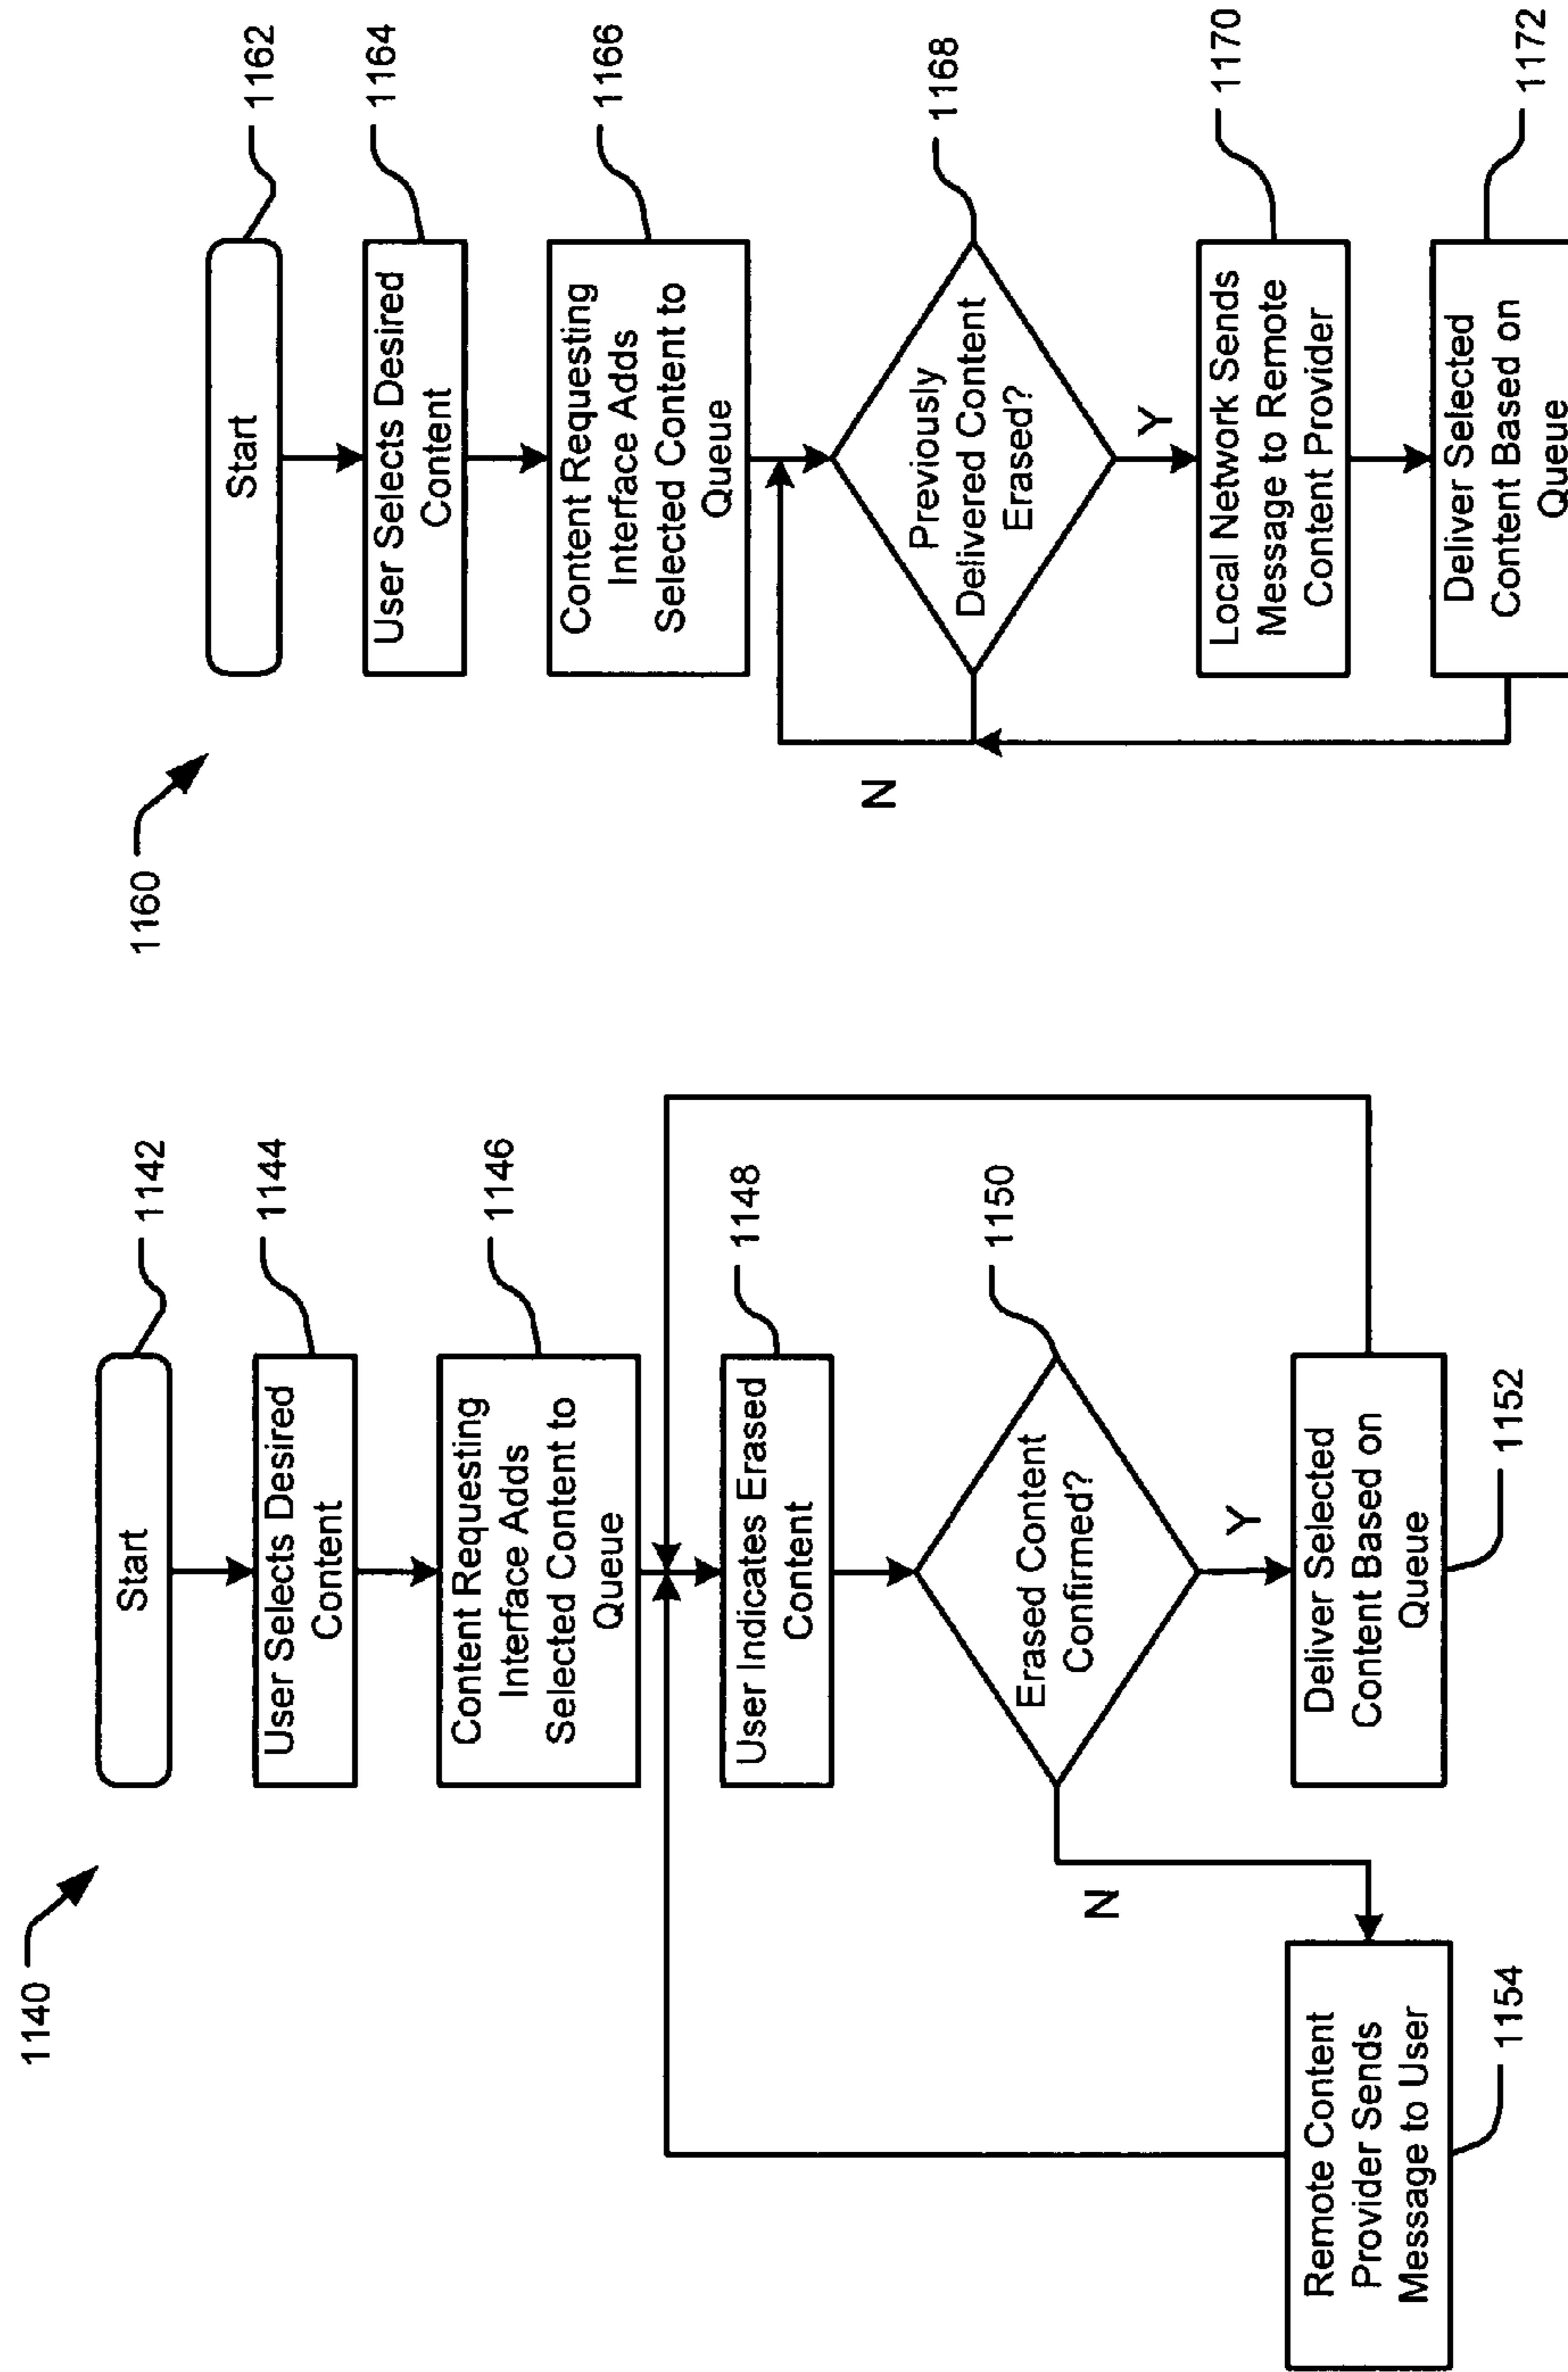 1140
Start
1142
User Selects Desired
Content
1144
Content Requesting
Interface Adds
Selected Content to
Queue
1146
User Indicates Erased
Content
1148
Erased Content
Confirmed?
1150
N
Y
Remote Content
Provider Sends
Message to User
1154
Deliver Selected
Content Based on
Queue
1152
1160
Start
1162
User Selects Desired
Content
1164
Content Requesting
Interface Adds
Selected Content to
Queue
1166
Previously
Delivered Content
Erased?
1168
N
Y
Local Network Sends
Message to Remote
Content Provider
1170
Deliver Selected
Content Based on
Queue
1172